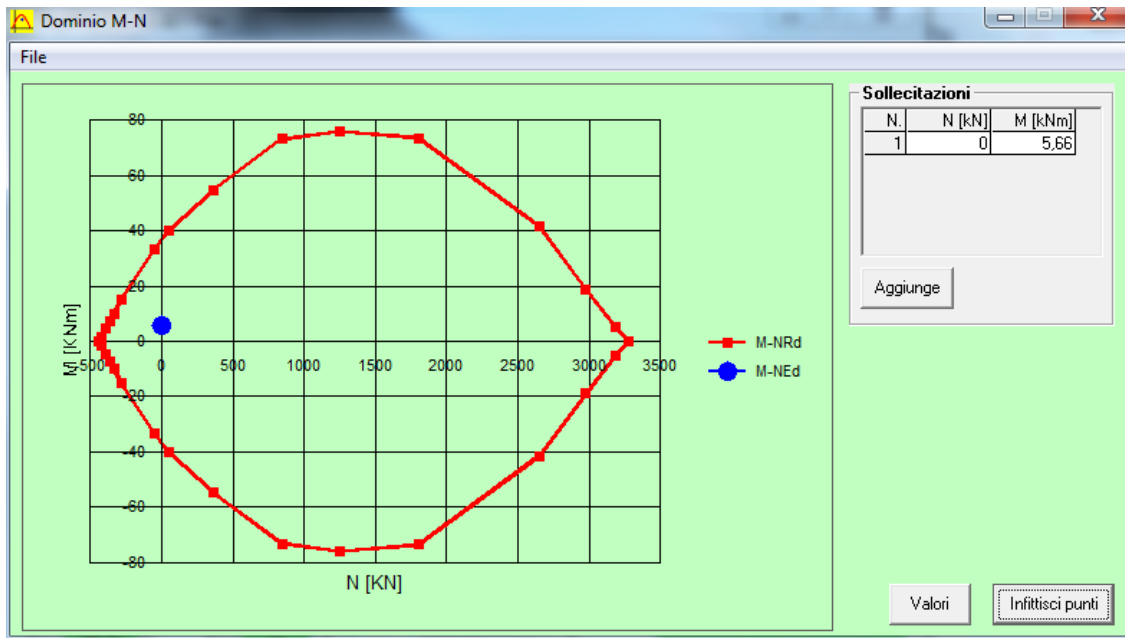 Dominio M-N
File
80
60
40
20
0
-20
-40
-60
-80
M [KNm]
-500 0 500 1000 1500 2000 2500 3000 3500
N [KN]
M-NRd
M-NEd
Sollecitazioni
N. N [kN] M [kNm]
1 0 5,66
Aggiunge
Valori Infittisci punti